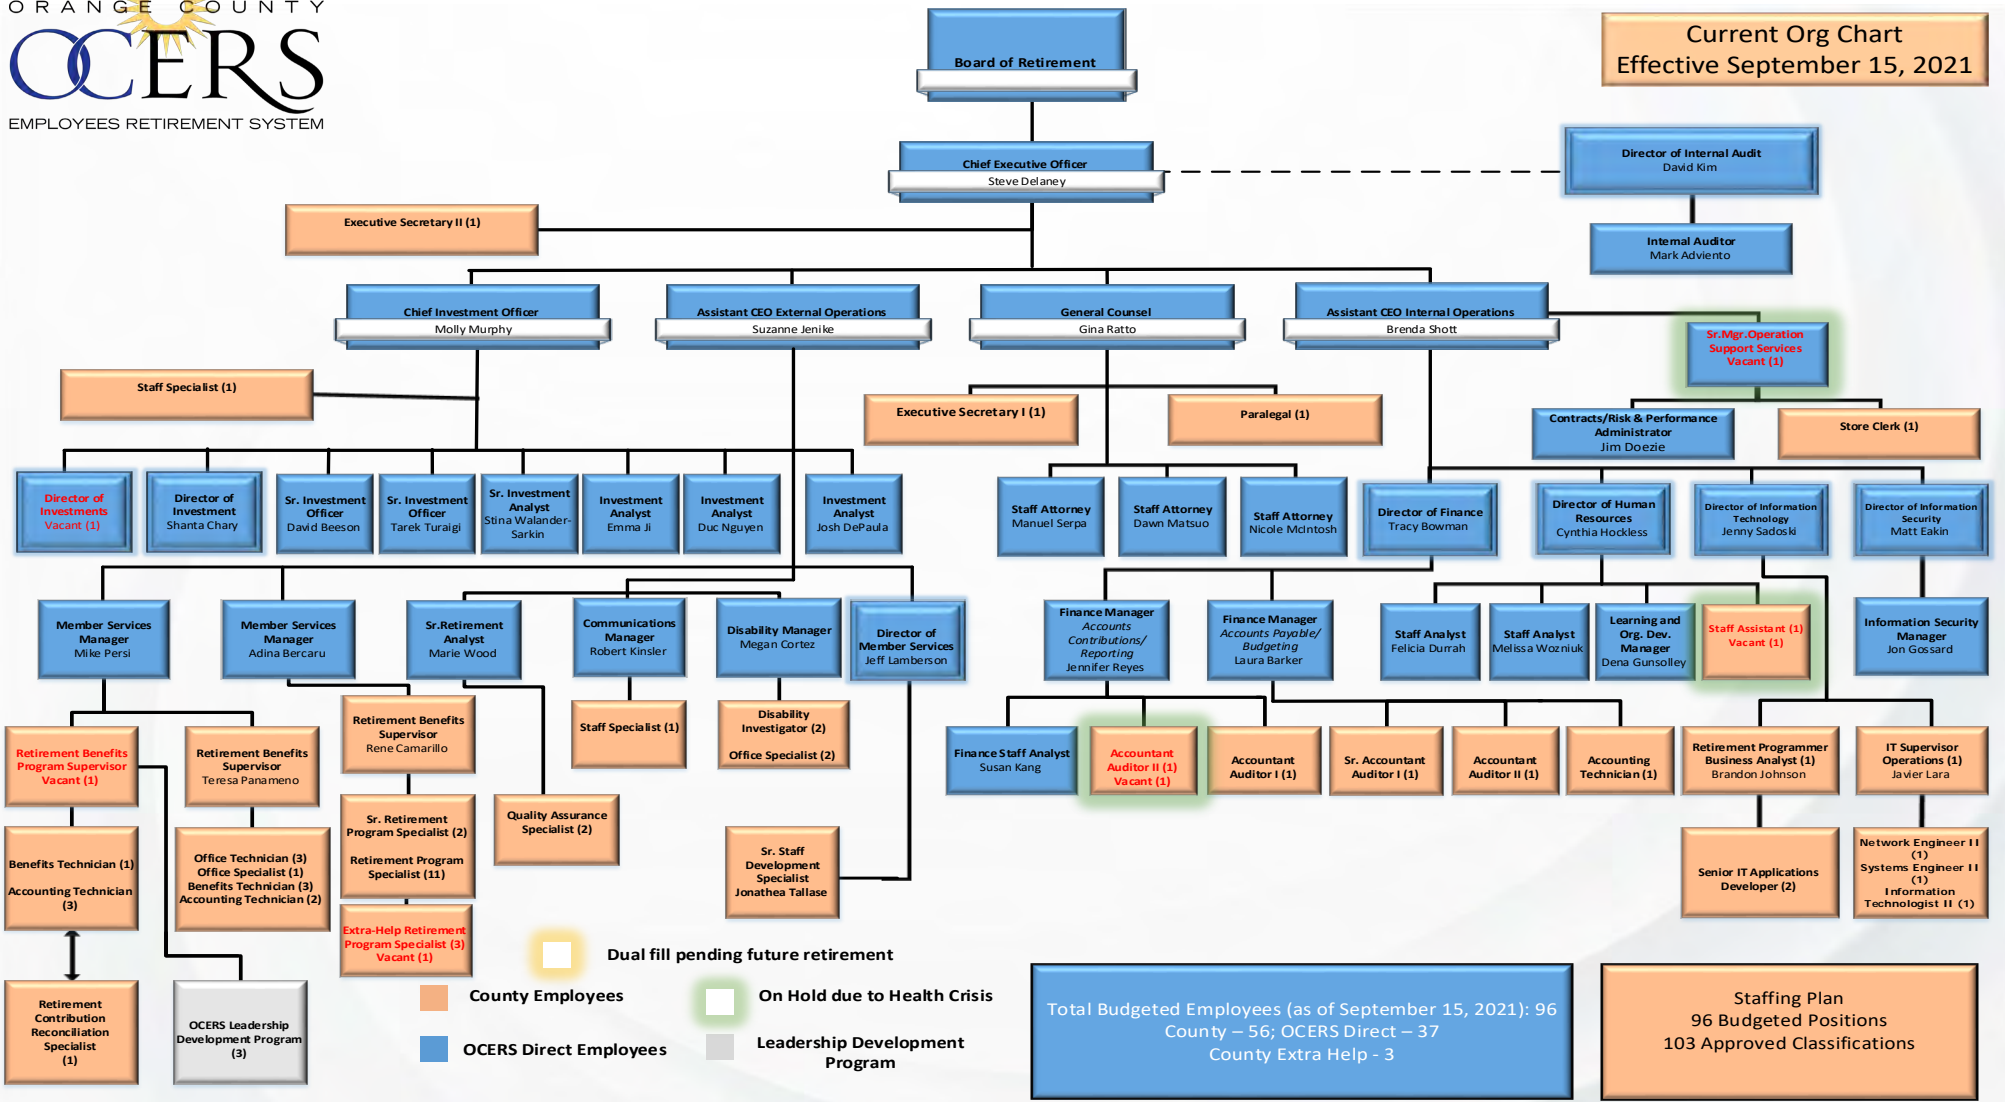 ORANGE COUNTY
OCERS
EMPLOYEES RETIREMENT SYSTEM
Current Org Chart
Effective September 15, 2021
Board of Retirement
Chief Executive Officer
Steve Delaney
Director of Internal Audit
David Kim
Internal Auditor
Mark Adviento
Executive Secretary II (1)
Chief Investment Officer
Molly Murphy
Assistant CEO External Operations
Suzanne Jenike
General Counsel
Gina Ratto
Assistant CEO Internal Operations
Brenda Shott
Sr.Mgr.Operation
Support Services
Vacant (1)
Staff Specialist (1)
Executive Secretary I (1)
Paralegal (1)
Contracts/Risk & Performance
Administrator
Jim Doezie
Store Clerk (1)
Director of
Investments
Vacant (1)
Director of
Investment
Shanta Chary
Sr. Investment
Officer
David Beeson
Sr. Investment
Officer
Tarek Turaigi
Sr. Investment
Analyst
Stina Walander-
Sarkin
Investment
Analyst
Emma Ji
Investment
Analyst
Duc Nguyen
Investment
Analyst
Josh DePaula
Staff Attorney
Manuel Serpa
Staff Attorney
Dawn Matsuo
Staff Attorney
Nicole McIntosh
Director of Finance
Tracy Bowman
Director of Human
Resources
Cynthia Hockless
Director of Information
Technology
Jenny Sadoski
Director of Information
Security
Matt Eakin
Member Services
Manager
Mike Persi
Member Services
Manager
Adina Bercaru
Sr.Retirement
Analyst
Marie Wood
Communications
Manager
Robert Kinsler
Disability Manager
Megan Cortez
Director of
Member Services
Jeff Lamberson
Finance Manager
Accounts
Contributions/
Reporting
Jennifer Reyes
Finance Manager
Accounts Payable/
Budgeting
Laura Barker
Staff Analyst
Felicia Durrah
Staff Analyst
Melissa Wozniuk
Learning and
Org. Dev.
Manager
Dena Gunsolley
Staff Assistant (1)
Vacant (1)
Information Security
Manager
Jon Gossard
Retirement Benefits
Program Supervisor
Vacant (1)
Retirement Benefits
Supervisor
Teresa Panameno
Retirement Benefits
Supervisor
Rene Camarillo
Staff Specialist (1)
Disability
Investigator (2)
Office Specialist (2)
Finance Staff Analyst
Susan Kang
Accountant
Auditor II (1)
Vacant (1)
Accountant
Auditor I (1)
Sr. Accountant
Auditor I (1)
Accountant
Auditor II (1)
Accounting
Technician (1)
Retirement Programmer
Business Analyst (1)
Brandon Johnson
IT Supervisor
Operations (1)
Javier Lara
Benefits Technician (1)
Accounting Technician
(3)
Office Technician (3)
Office Specialist (1)
Benefits Technician (3)
Accounting Technician (2)
Sr. Retirement
Program Specialist (2)
Retirement Program
Specialist (11)
Quality Assurance
Specialist (2)
Sr. Staff
Development
Specialist
Jonathea Tallase
Senior IT Applications
Developer (2)
Network Engineer II
(1)
Systems Engineer II
(1)
Information
Technologist II (1)
Extra-Help Retirement
Program Specialist (3)
Vacant (1)
Retirement
Contribution
Reconciliation
Specialist
(1)
OCERS Leadership
Development Program
(3)
Dual fill pending future retirement
County Employees
On Hold due to Health Crisis
OCERS Direct Employees
Leadership Development
Program
Total Budgeted Employees (as of September 15, 2021): 96
County – 56; OCERS Direct – 37
County Extra Help - 3
Staffing Plan
96 Budgeted Positions
103 Approved Classifications